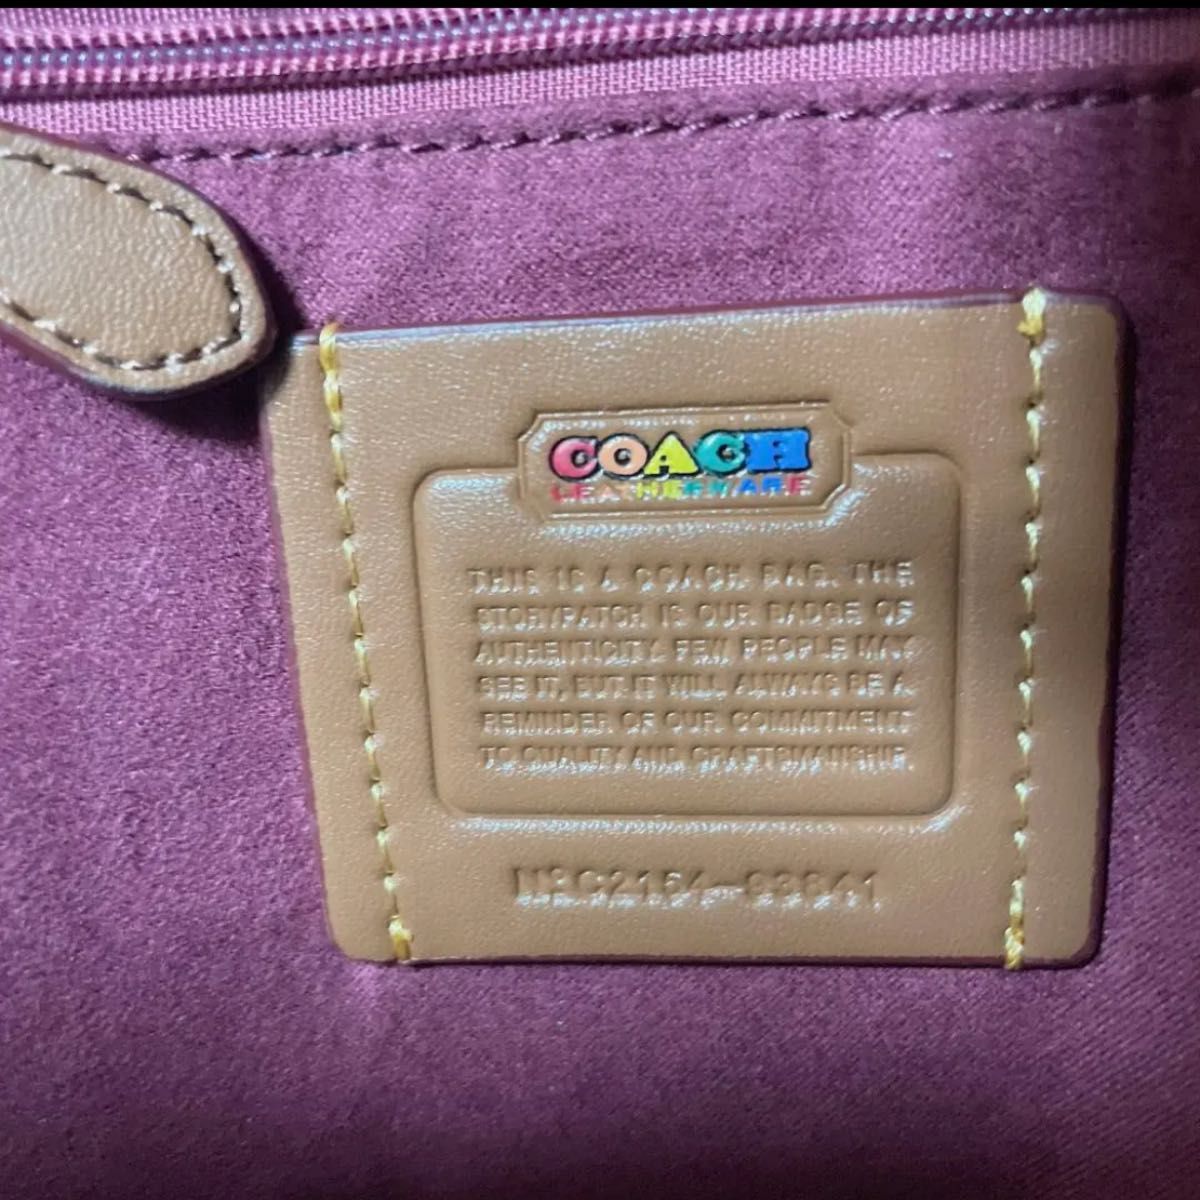 COACH
LEATHERWARE
THIS IS A COACH BAG. THE
STORYPATCH IS OUR BADGE OF
AUTHENTICITY. FEW PEOPLE MAY
SEE IT, BUT IT WILL ALWAYS BE A
REMINDER OF OUR COMMITMENT
TO QUALITY AND CRAFTSMANSHIP.